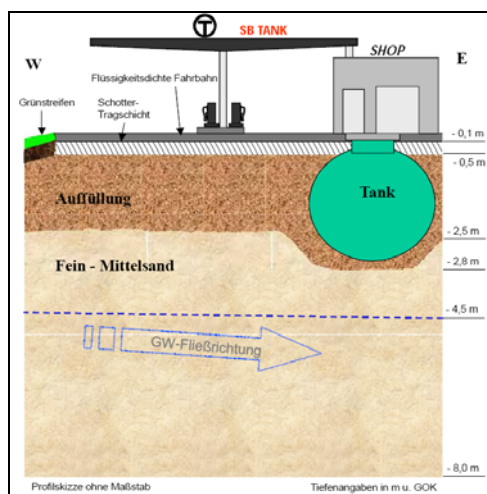 T
SB TANK
SHOP
W
E
Flüssigkeitsdichte Fahrbahn
Grünstreifen
Schotter-
Tragschicht
- 0,1 m
- 0,5 m
Auffüllung
Tank
- 2,5 m
Fein - Mittelsand
- 2,8 m
- 4,5 m
GW-Fließrichtung
- 8,0 m
Profilskizze ohne Maßstab
Tiefenangaben in m u. GOK